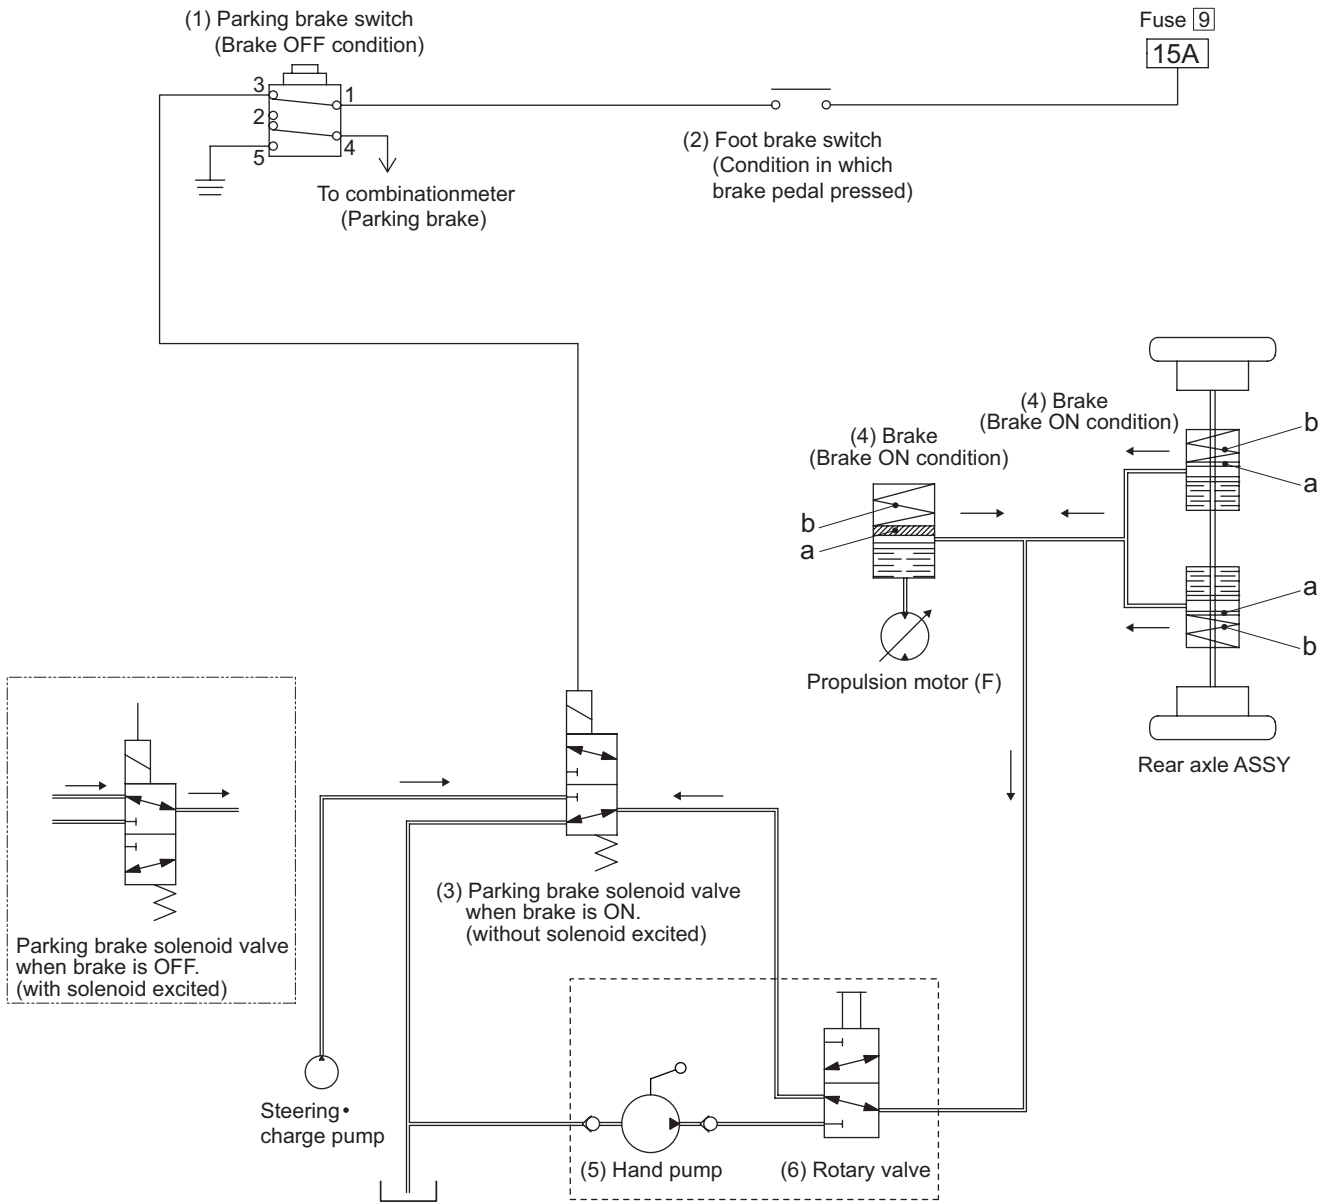 (1) Parking brake switch
(Brake OFF condition)
Fuse 9
15A
3
1
2
4
5
To combinationmeter
(Parking brake)
(2) Foot brake switch
(Condition in which
brake pedal pressed)
(4) Brake
(Brake ON condition)
b
a
a
b
(4) Brake
(Brake ON condition)
b
a
Propulsion motor (F)
Rear axle ASSY
(3) Parking brake solenoid valve
when brake is ON.
(without solenoid excited)
Parking brake solenoid valve
when brake is OFF.
(with solenoid excited)
Steering•
charge pump
(5) Hand pump
(6) Rotary valve